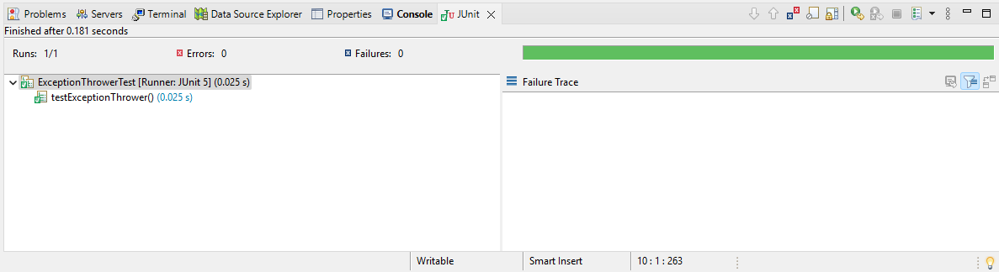 Problems Servers Terminal Data Source Explorer Properties Console JUnit
Finished after 0.181 seconds
Runs: 1/1 Errors: 0 Failures: 0
ExceptionThrowerTest [Runner: JUnit 5] (0.025 s)
Failure Trace
testExceptionThrower() (0.025 s)
Writable Smart Insert 10 : 1 : 263